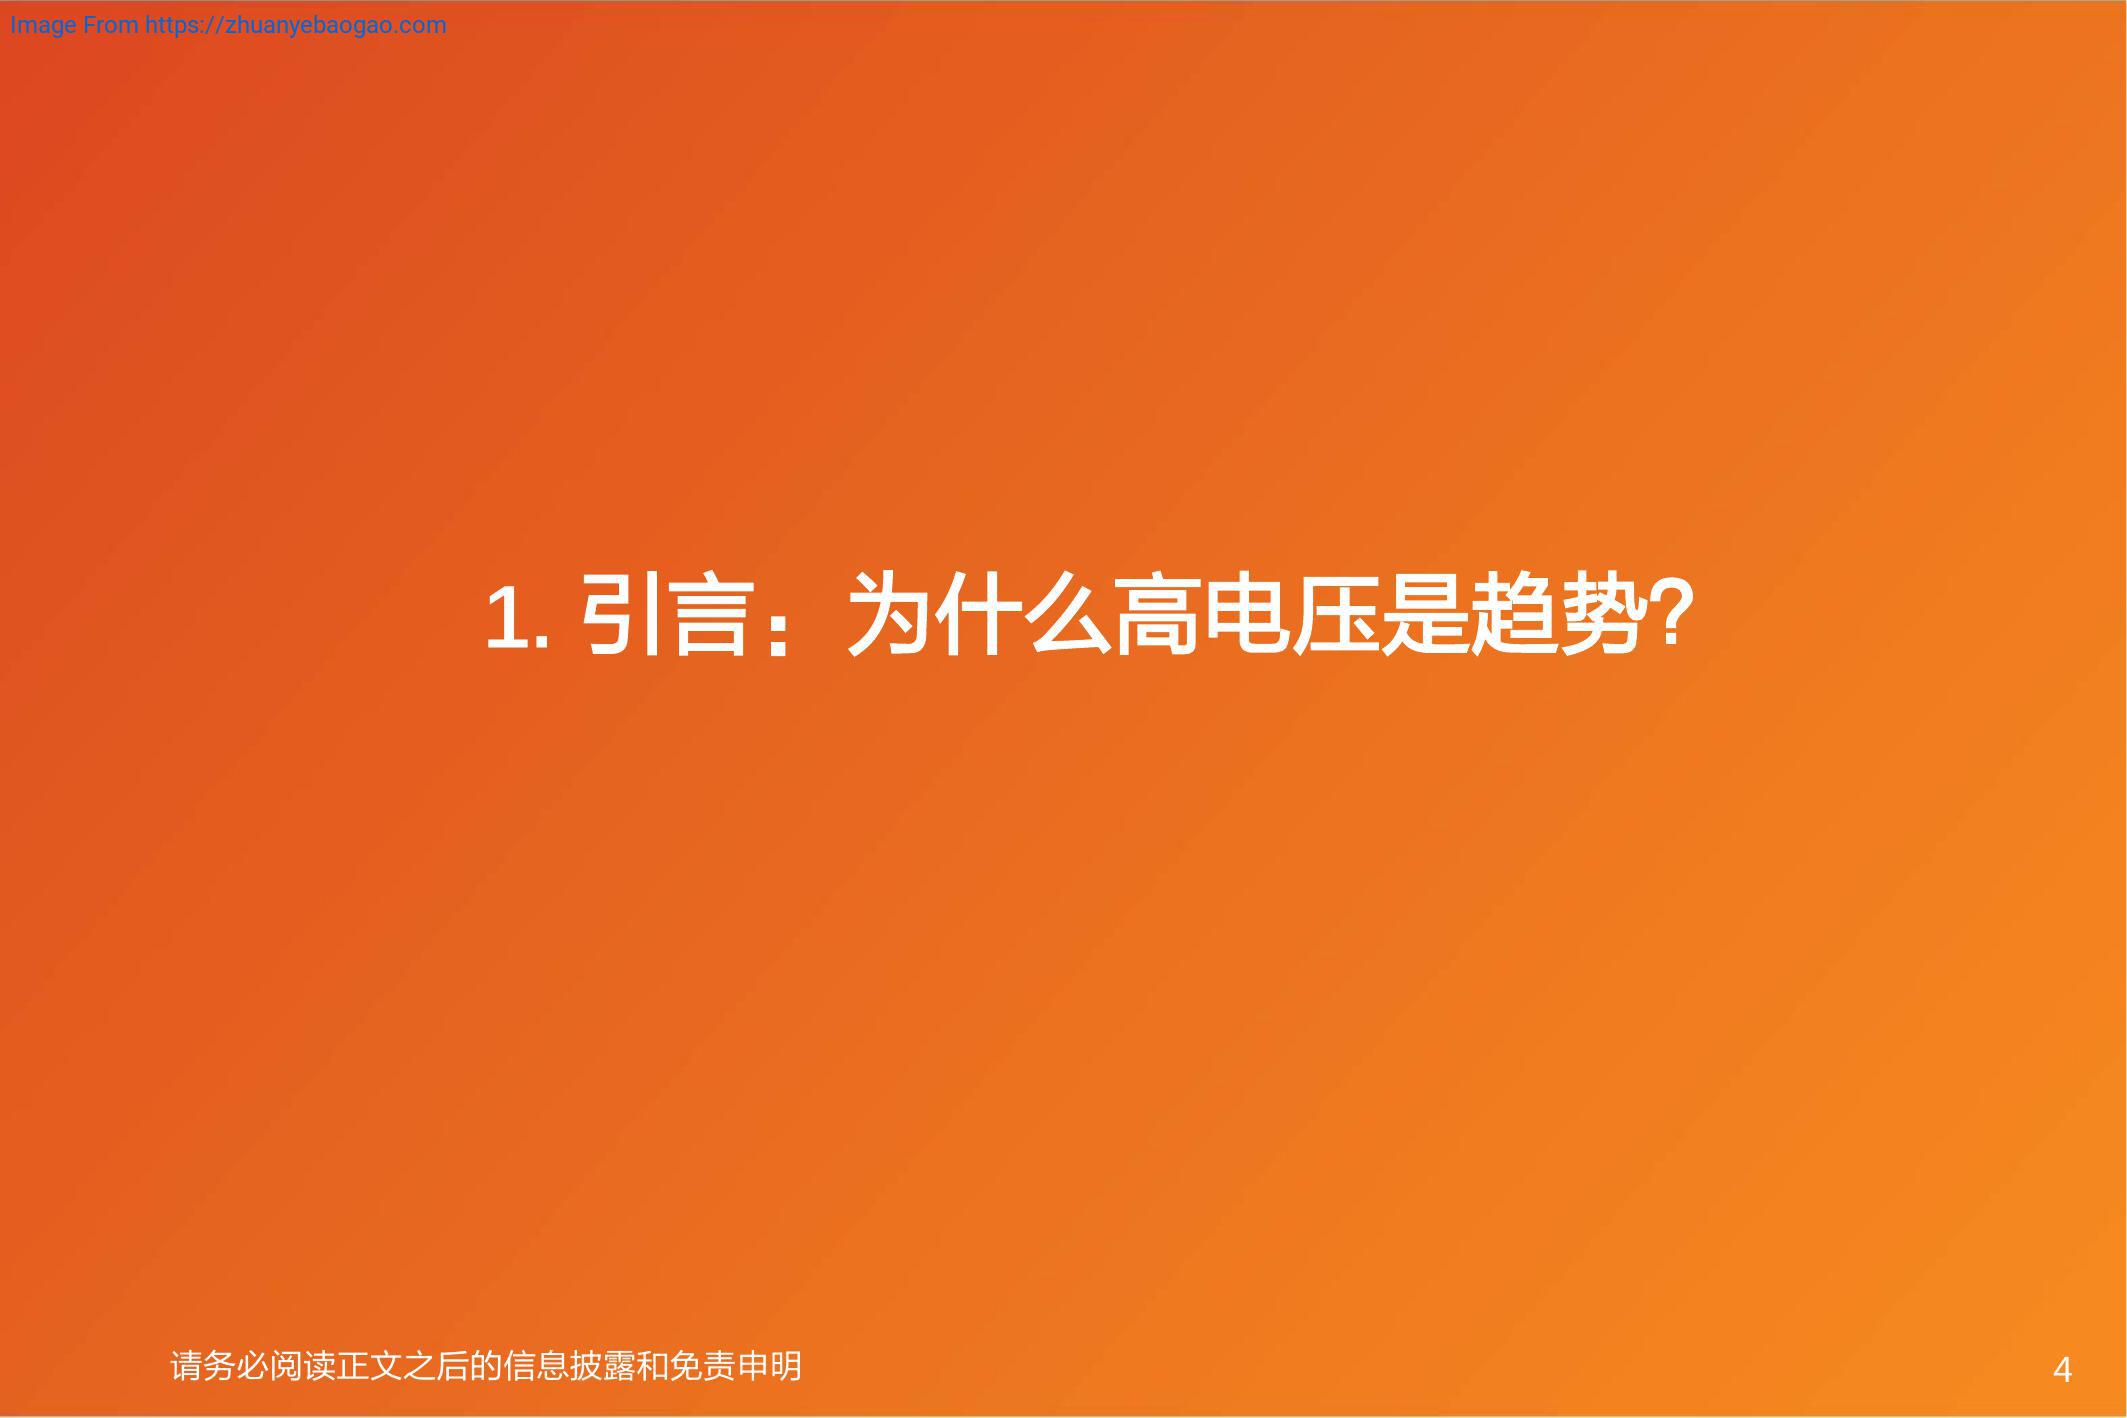 Image From https://zhuanyebaogao.com
1. 引言：为什么高电压是趋势？
请务必阅读正文之后的信息披露和免责申明
4